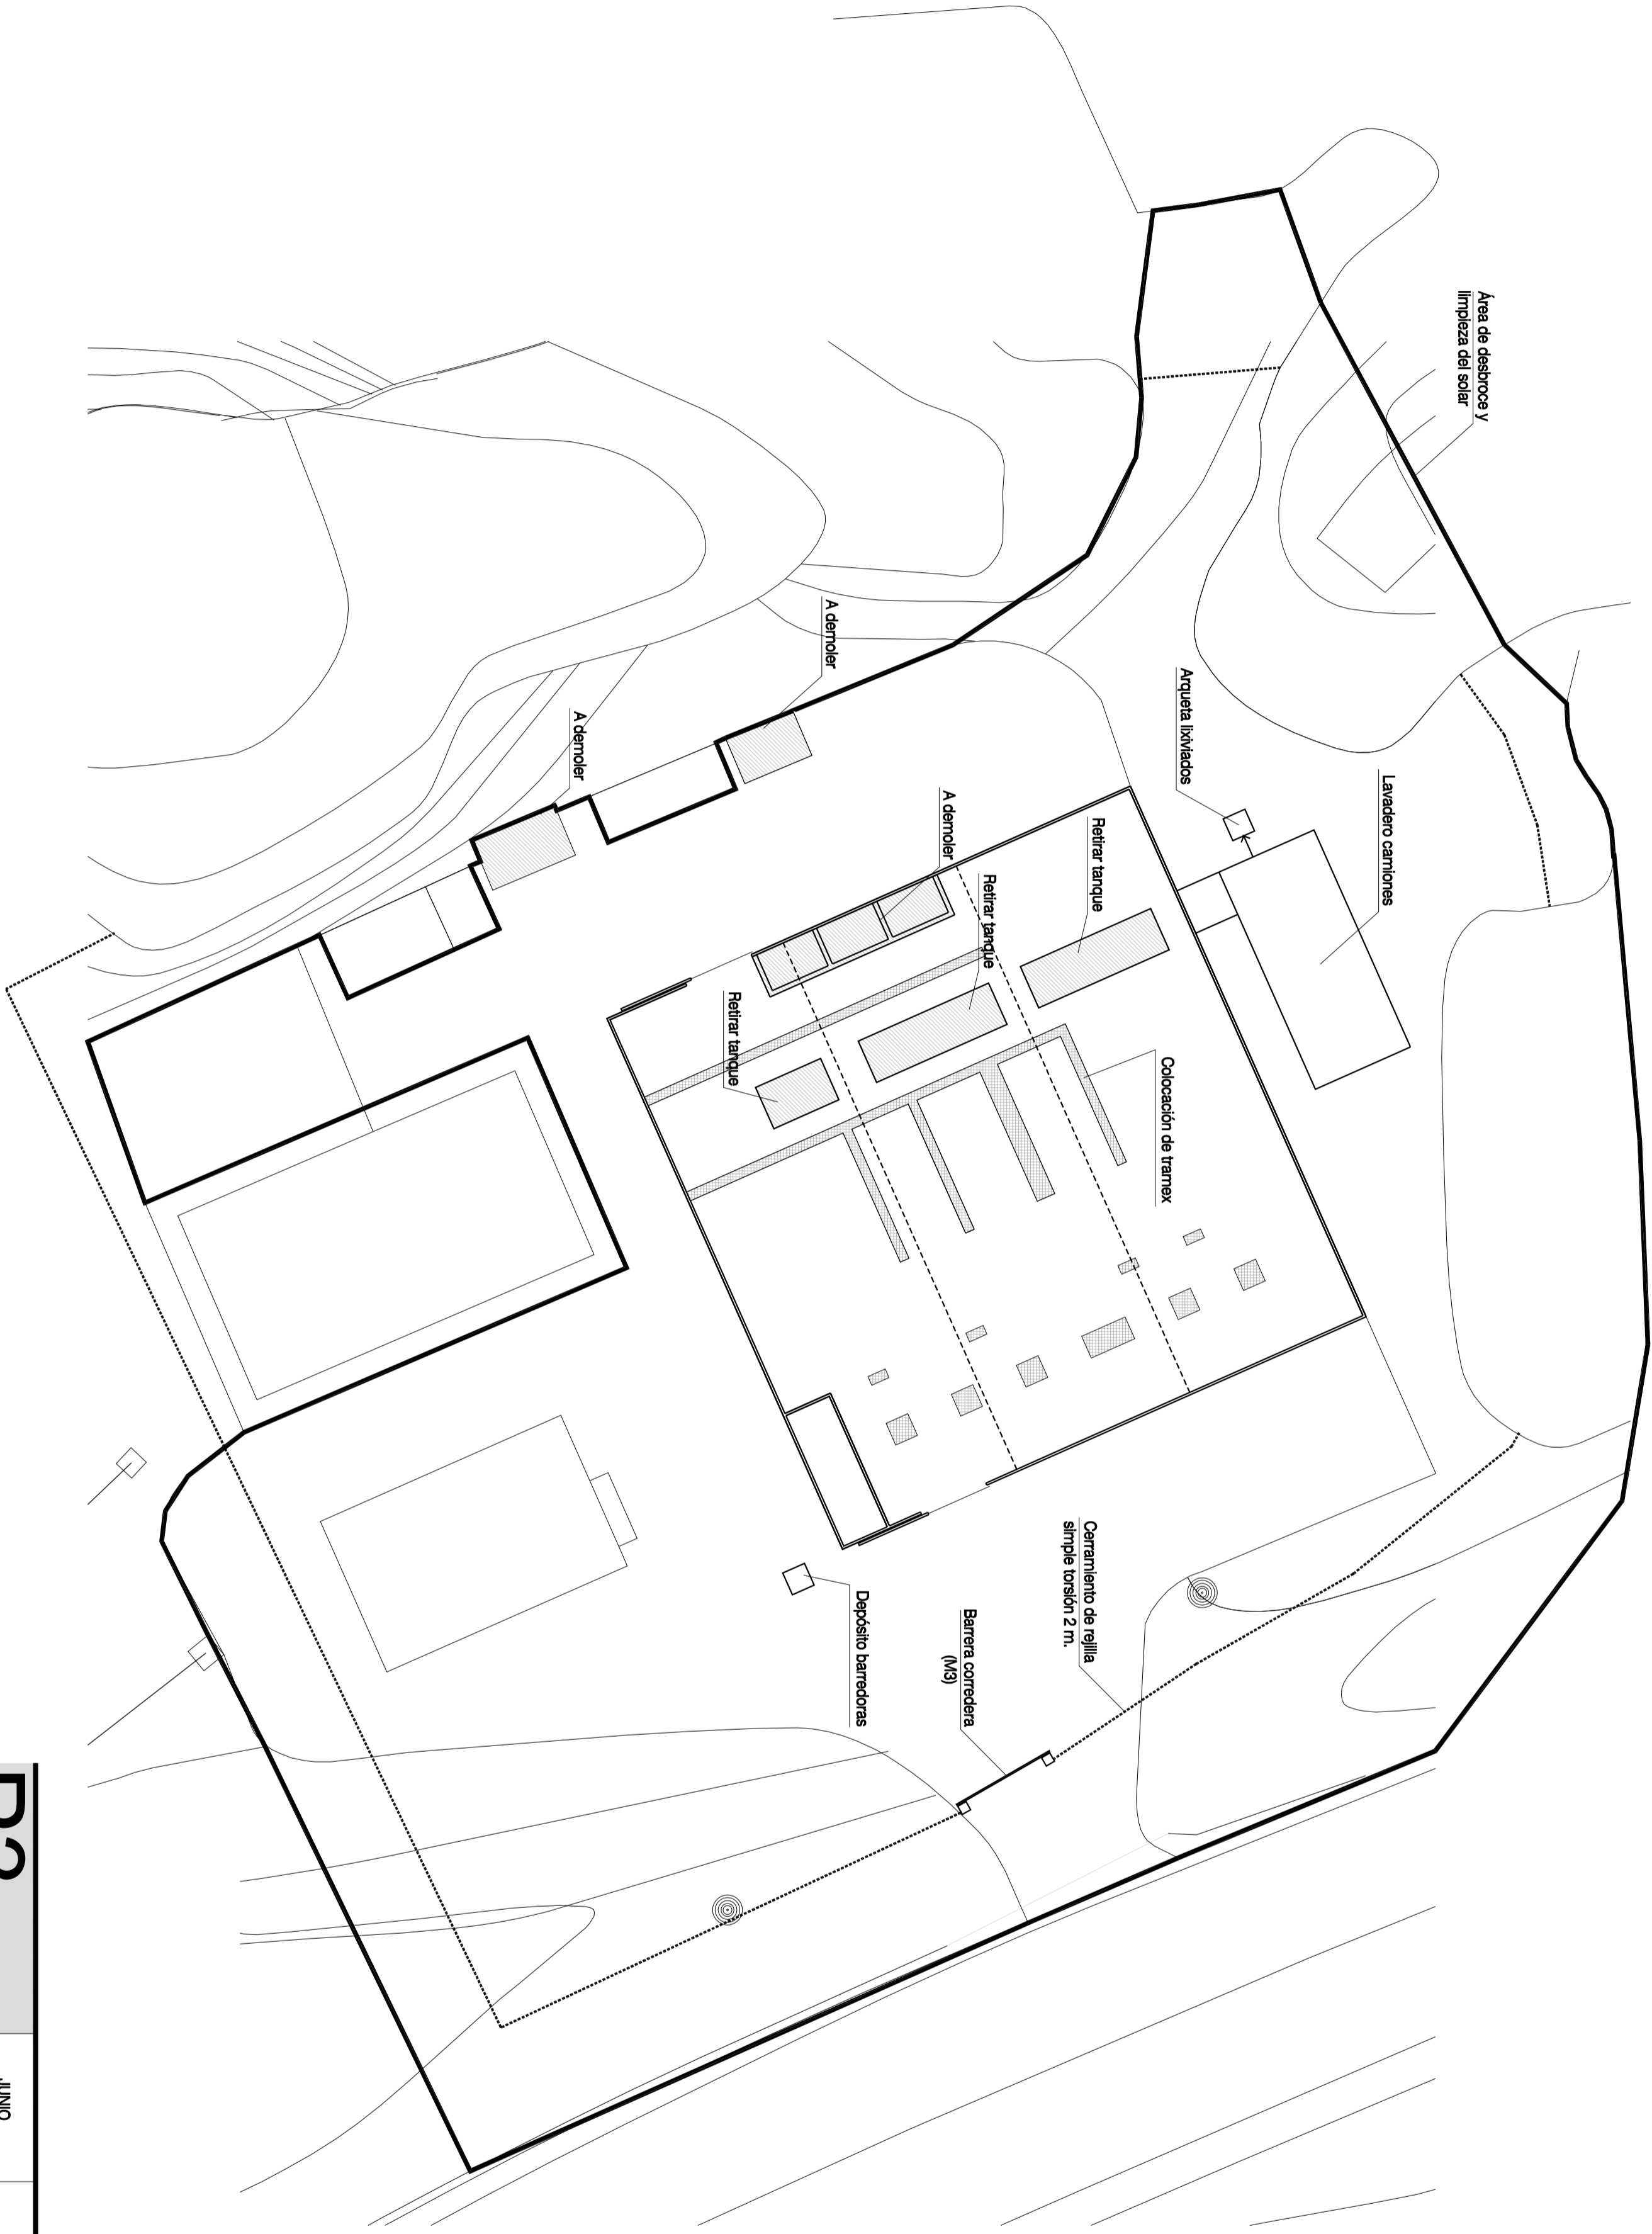 Área de desbroce y
limpieza del solar
Lavadero camiones
Arqueta lixiviados
A demoler
A demoler
A demoler
Retirar tanque
Retirar tanque
Retirar tanque
Colocación de tramex
Cerramiento de rejilla
simple torsión 2 m.
Barrera corredera
(M3)
Depósito barredoras
JUNIO